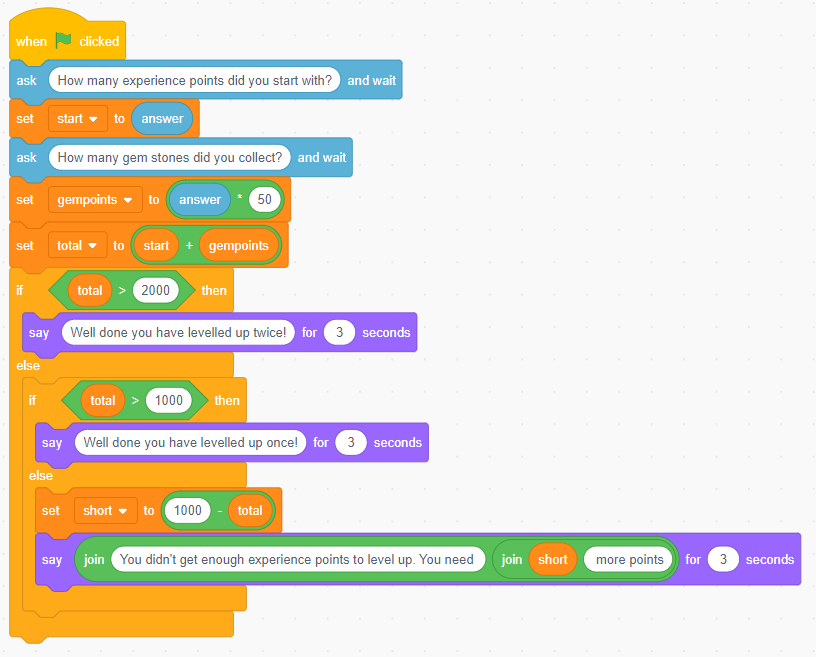 when clicked
ask How many experience points did you start with? and wait
set start to answer
ask How many gem stones did you collect? and wait
set gempoints to answer * 50
set total to start + gempoints
if total > 2000 then
say Well done you have levelled up twice! for 3 seconds
else
if total > 1000 then
say Well done you have levelled up once! for 3 seconds
else
set short to 1000 - total
say join You didn't get enough experience points to level up. You need join short more points for 3 seconds